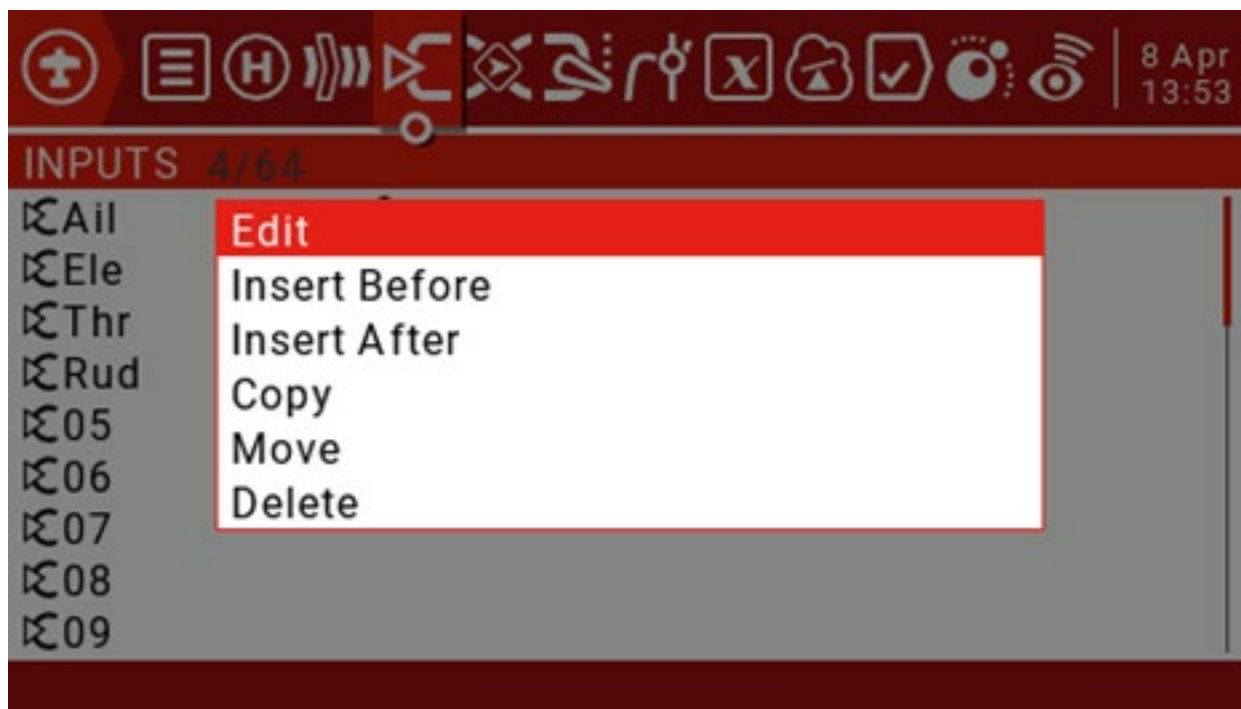 8 Apr
13:53
INPUTS 4/64
Ail
Ele
Thr
Rud
05
06
07
08
09
Edit
Insert Before
Insert After
Copy
Move
Delete